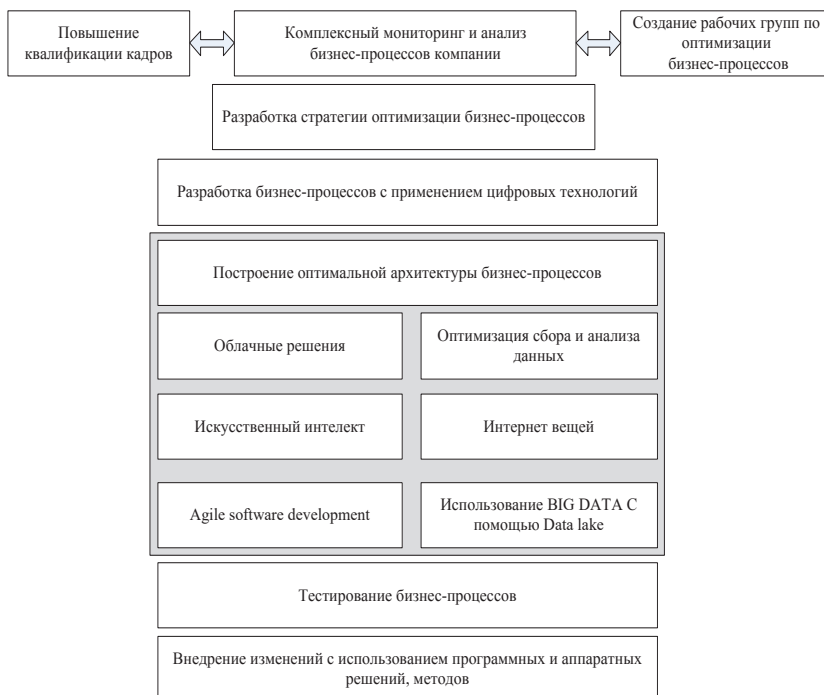 Повышение
квалификации кадров
Комплексный мониторинг и анализ
бизнес-процессов компании
Создание рабочих групп по
оптимизации
бизнес-процессов
Разработка стратегии оптимизации бизнес-процессов
Разработка бизнес-процессов с применением цифровых технологий
Построение оптимальной архитектуры бизнес-процессов
Облачные решения
Оптимизация сбора и анализа
данных
Искусственный интелект
Интернет вещей
Agile software development
Использование BIG DATA С
помощью Data lake
Тестирование бизнес-процессов
Внедрение изменений с использованием программных и аппаратных
решений, методов